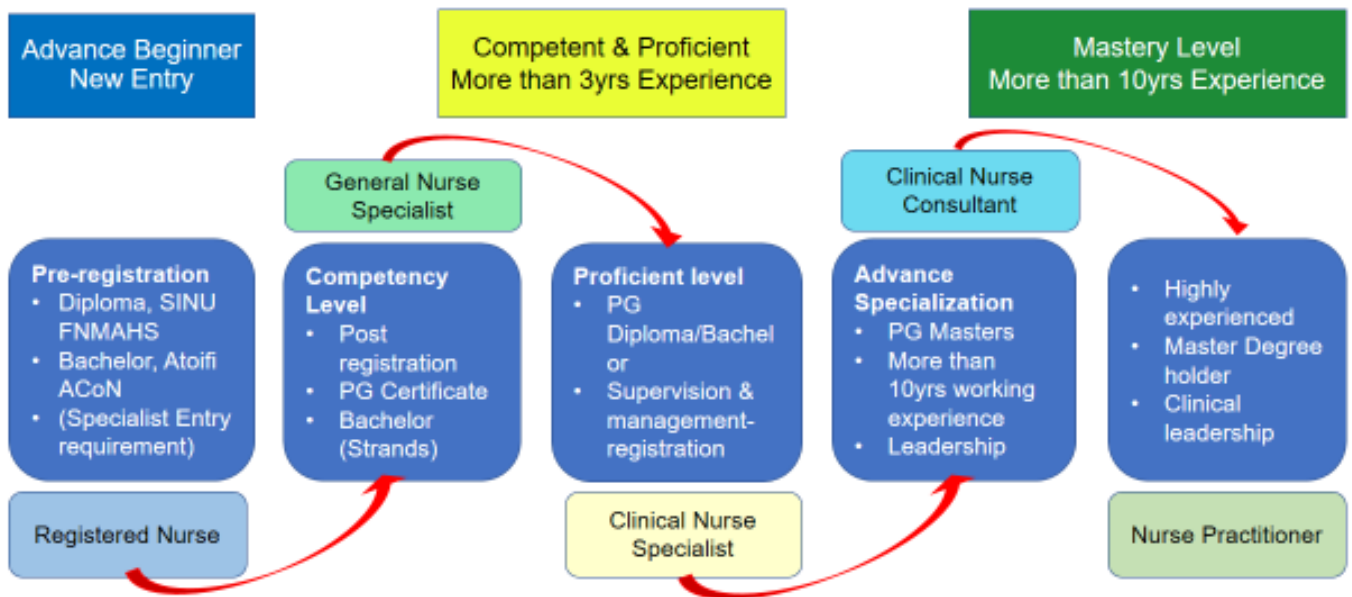 Advance Beginner
New Entry
Competent & Proficient
More than 3yrs Experience
Mastery Level
More than 10yrs Experience
General Nurse
Specialist
Clinical Nurse
Consultant
Pre-registration
• Diploma, SINU
FNMAHS
• Bachelor, Atoifi
ACoN
• (Specialist Entry
requirement)
Competency
Level
• Post
registration
• PG Certificate
• Bachelor
(Strands)
Proficient level
• PG
Diploma/Bachel
or
• Supervision &
management-
registration
Advance
Specialization
• PG Masters
• More than
10yrs working
experience
• Leadership
• Highly
experienced
• Master Degree
holder
• Clinical
leadership
Registered Nurse
Clinical Nurse
Specialist
Nurse Practitioner